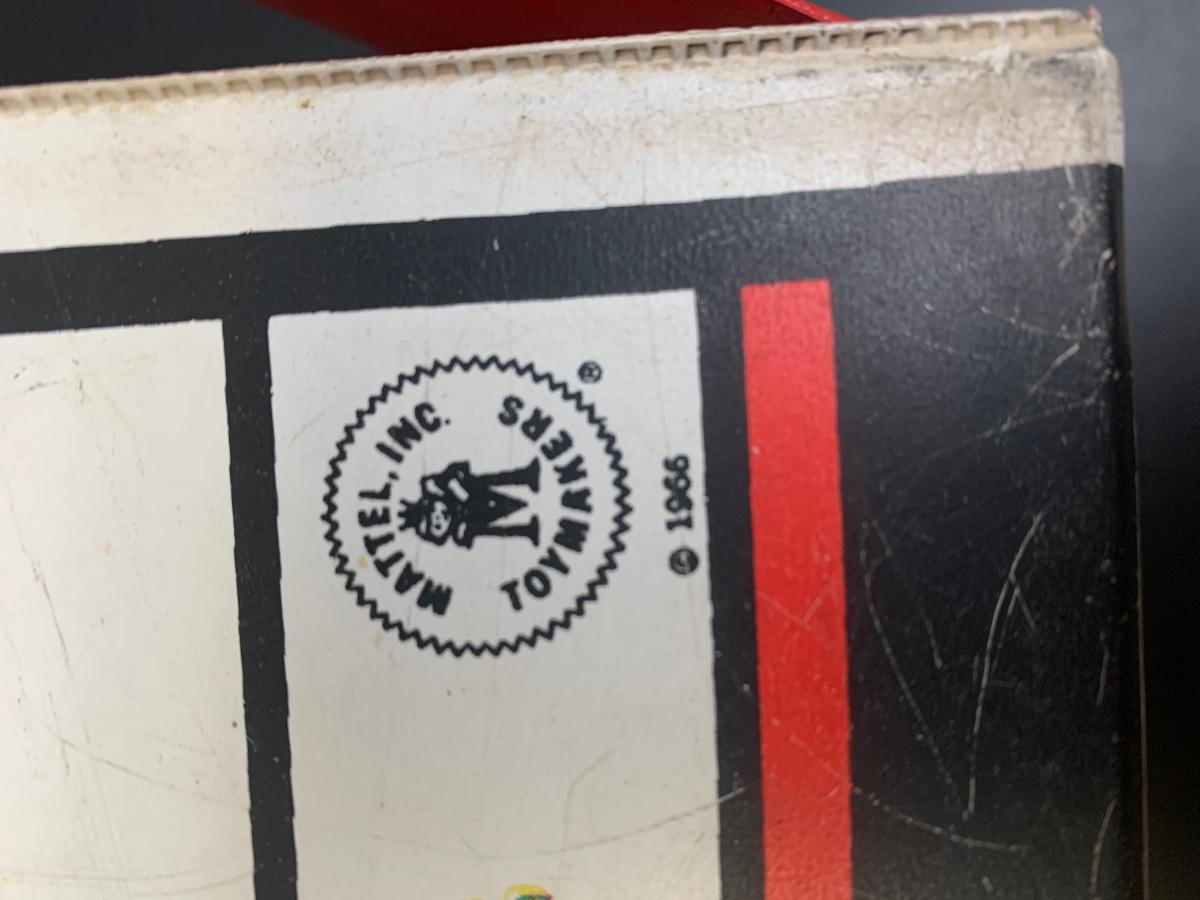 MATTEL, INC.
M
TOYMAKERS
®
© 1966